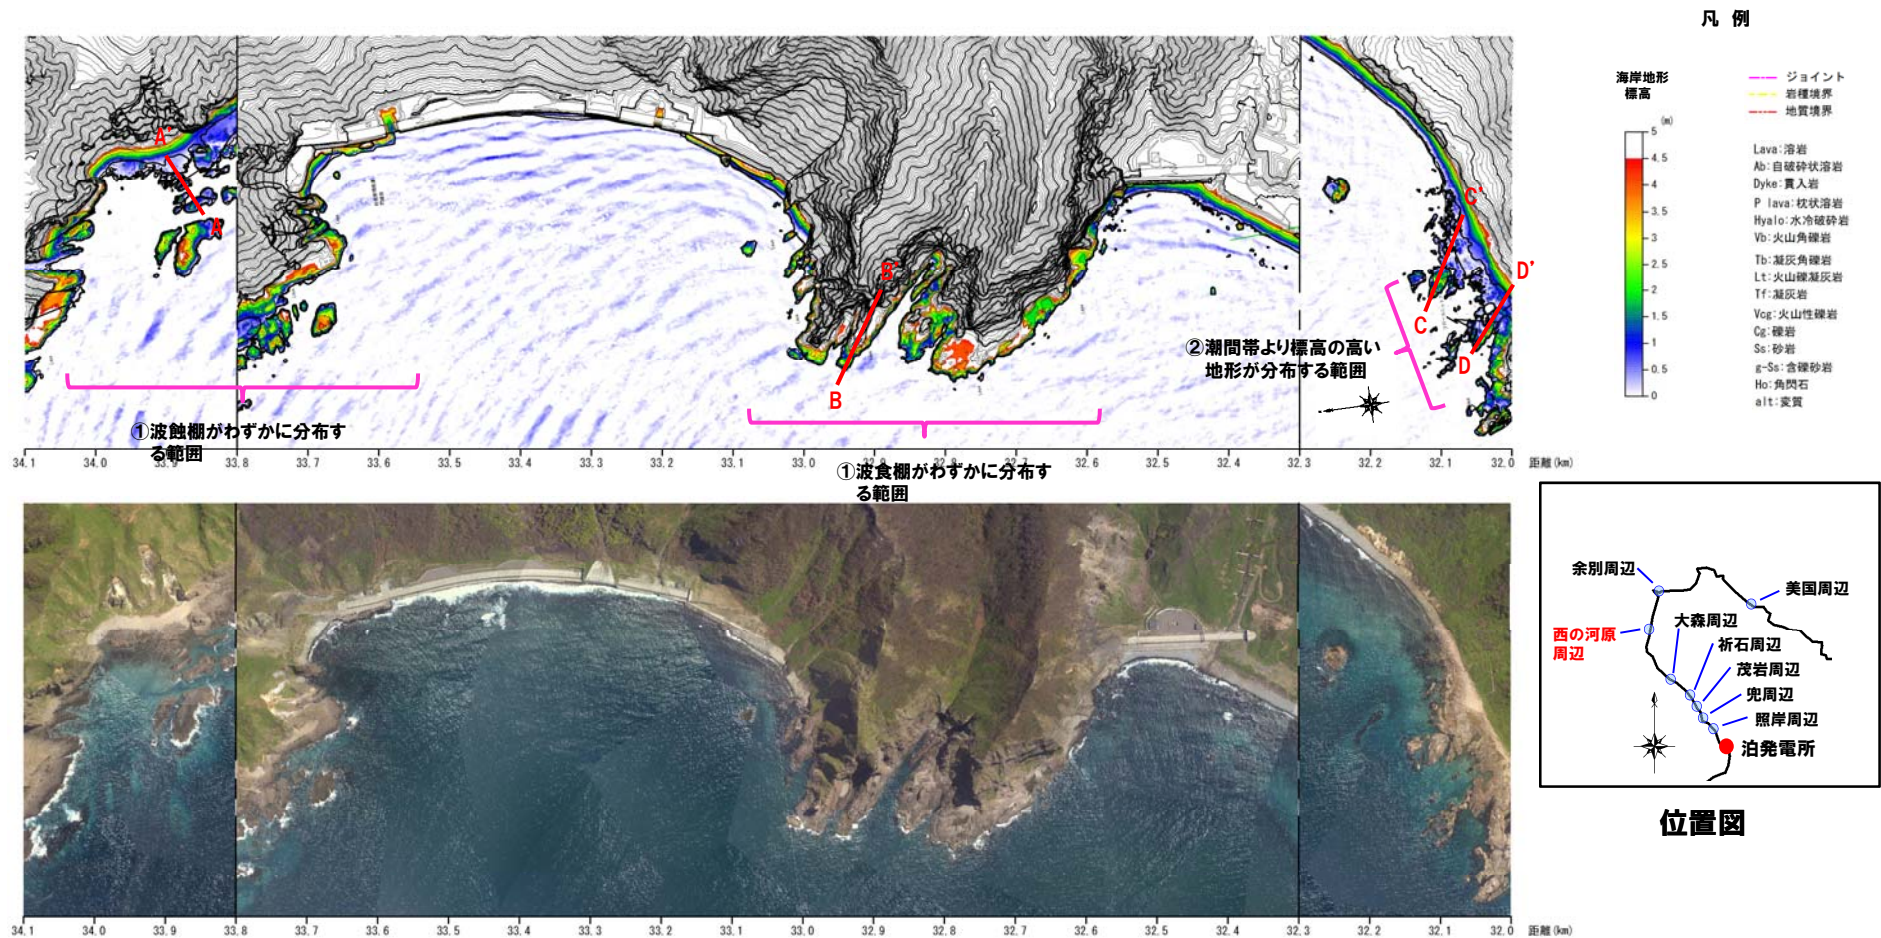 凡 例
海岸地形
標高
(m)
5
4.5
4
3.5
3
2.5
2
1.5
1
0.5
0
ジョイント
岩種境界
地質境界
Lava:溶岩
Ab:自破砕状溶岩
Dyke:貫入岩
P lava:枕状溶岩
Hyalo:水冷破砕岩
Vb:火山角礫岩
Tb:凝灰角礫岩
Lt:火山礫凝灰岩
Tf:凝灰岩
Vcg:火山性礫岩
Cg:礫岩
Ss:砂岩
g-Ss:含礫砂岩
Ho:角閃石
alt:変質
A'
A
B'
B
C'
C
D'
D
②潮間帯より標高の高い
地形が分布する範囲
①波蝕棚がわずかに分布す
る範囲
①波食棚がわずかに分布す
る範囲
34.1 34.0 33.9 33.8 33.7 33.6 33.5 33.4 33.3 33.2 33.1 33.0 32.9 32.8 32.7 32.6 32.5 32.4 32.3 32.2 32.1 32.0 距離(km)
34.1 34.0 33.9 33.8 33.7 33.6 33.5 33.4 33.3 33.2 33.1 33.0 32.9 32.8 32.7 32.6 32.5 32.4 32.3 32.2 32.1 32.0 距離(km)
余別周辺
美国周辺
西の河原
周辺
大森周辺
祈石周辺
茂岩周辺
兜周辺
照岸周辺
泊発電所
位置図